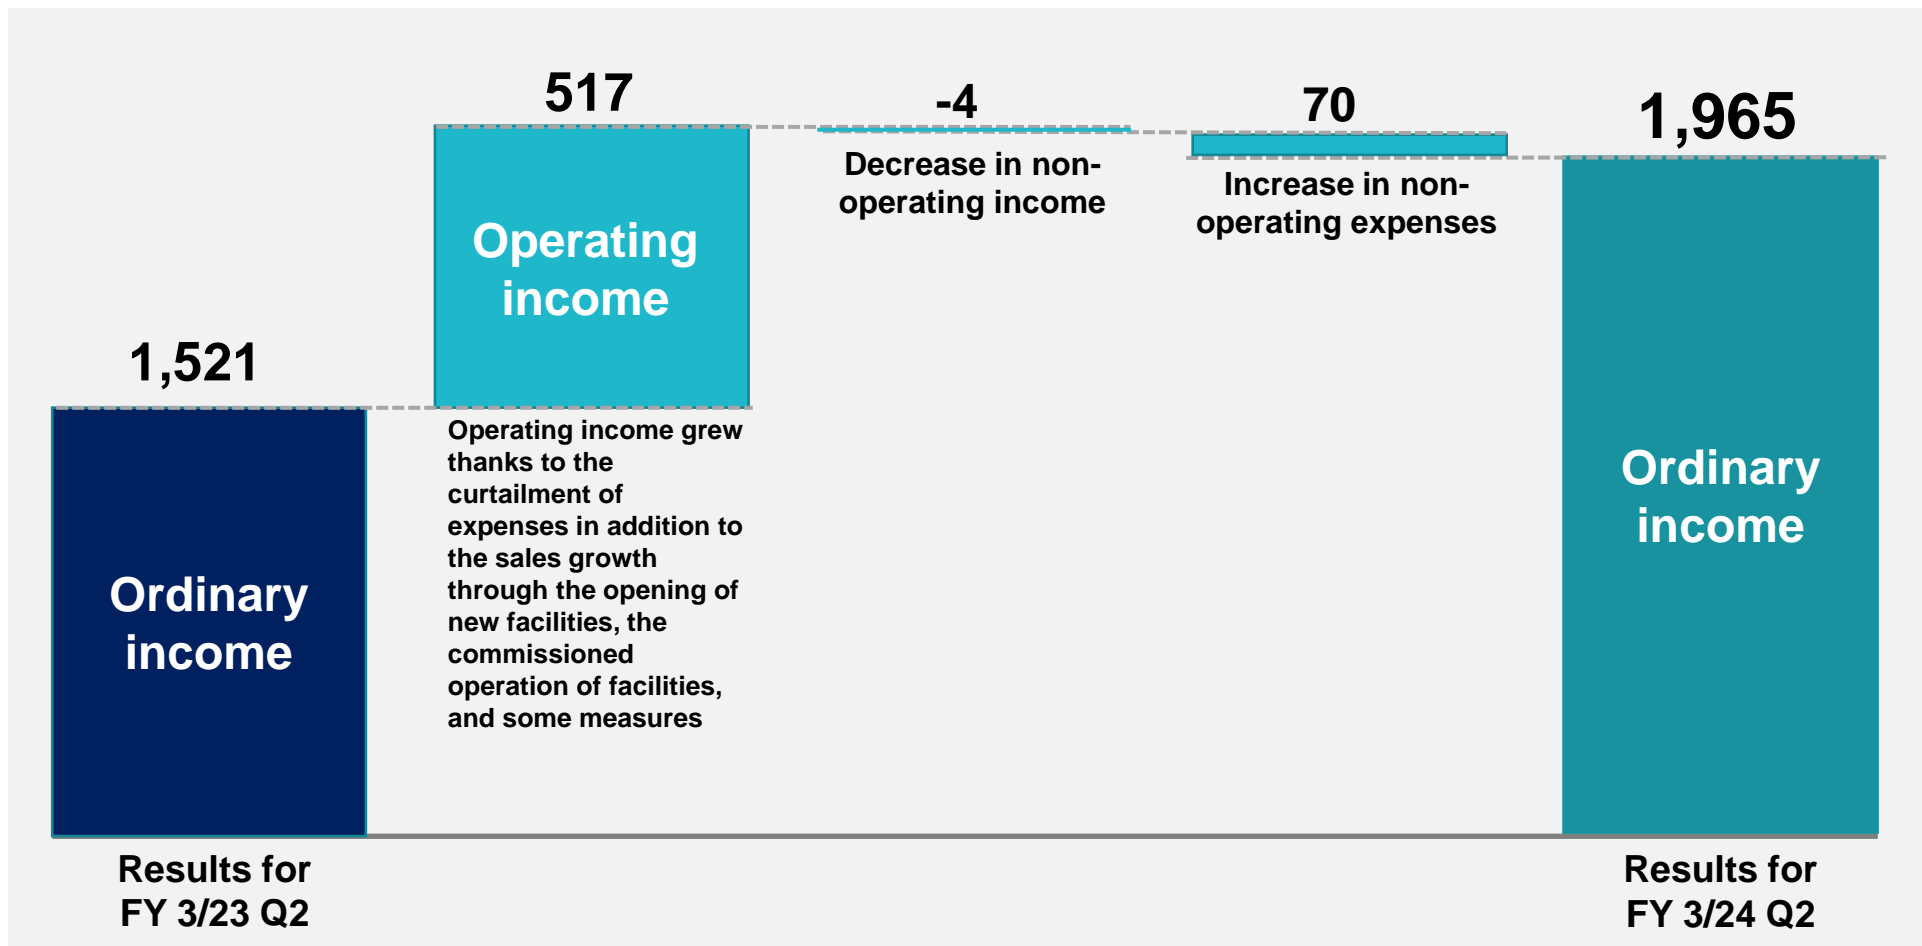 1,521
Ordinary
income
Results for
FY 3/23 Q2
517
Operating
income
Operating income grew
thanks to the
curtailment of
expenses in addition to
the sales growth
through the opening of
new facilities, the
commissioned
operation of facilities,
and some measures
-4
Decrease in non-
operating income
70
Increase in non-
operating expenses
1,965
Ordinary
income
Results for
FY 3/24 Q2